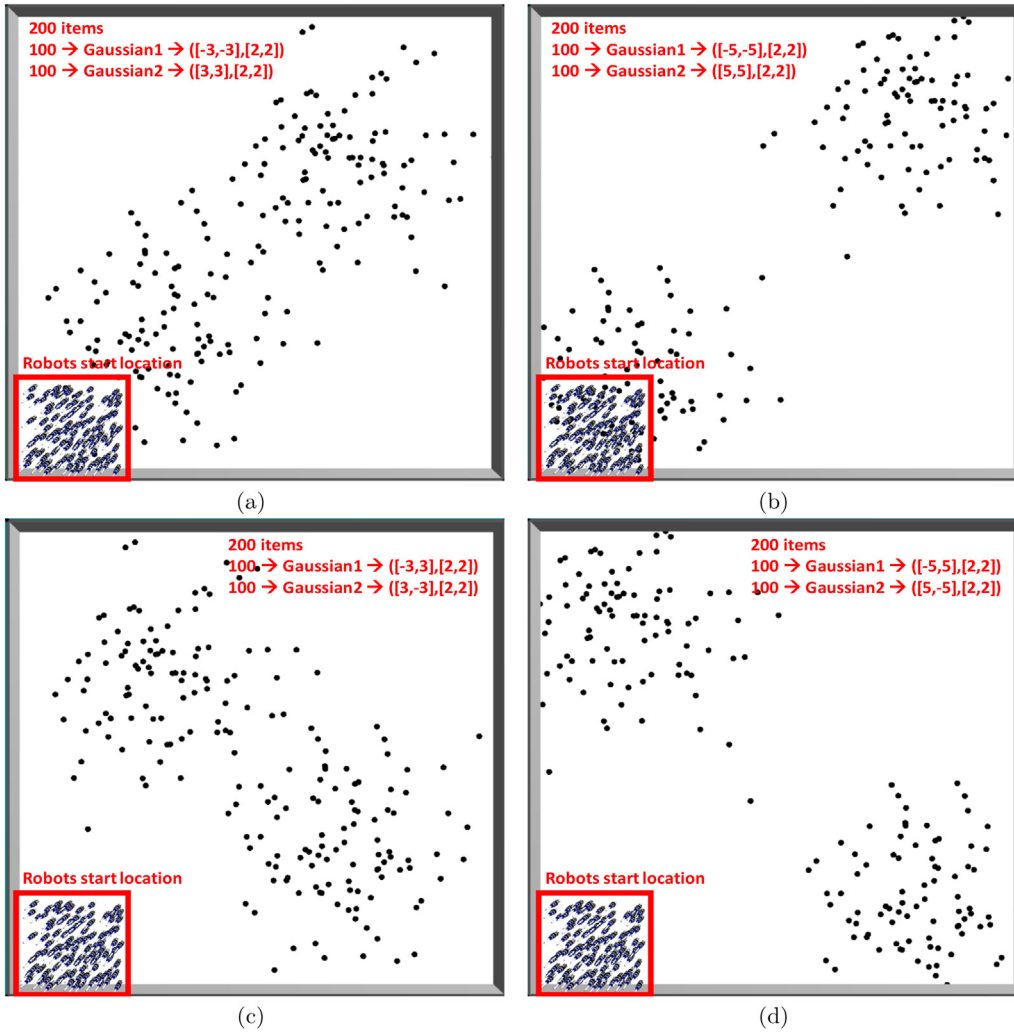 200 items
100 → Gaussian1 → ([-3,-3],[2,2])
100 → Gaussian2 → ([3,3],[2,2])
Robots start location
(a)
200 items
100 → Gaussian1 → ([-5,-5],[2,2])
100 → Gaussian2 → ([5,5],[2,2])
Robots start location
(b)
200 items
100 → Gaussian1 → ([-3,3],[2,2])
100 → Gaussian2 → ([3,-3],[2,2])
Robots start location
(c)
200 items
100 → Gaussian1 → ([-5,5],[2,2])
100 → Gaussian2 → ([5,-5],[2,2])
Robots start location
(d)